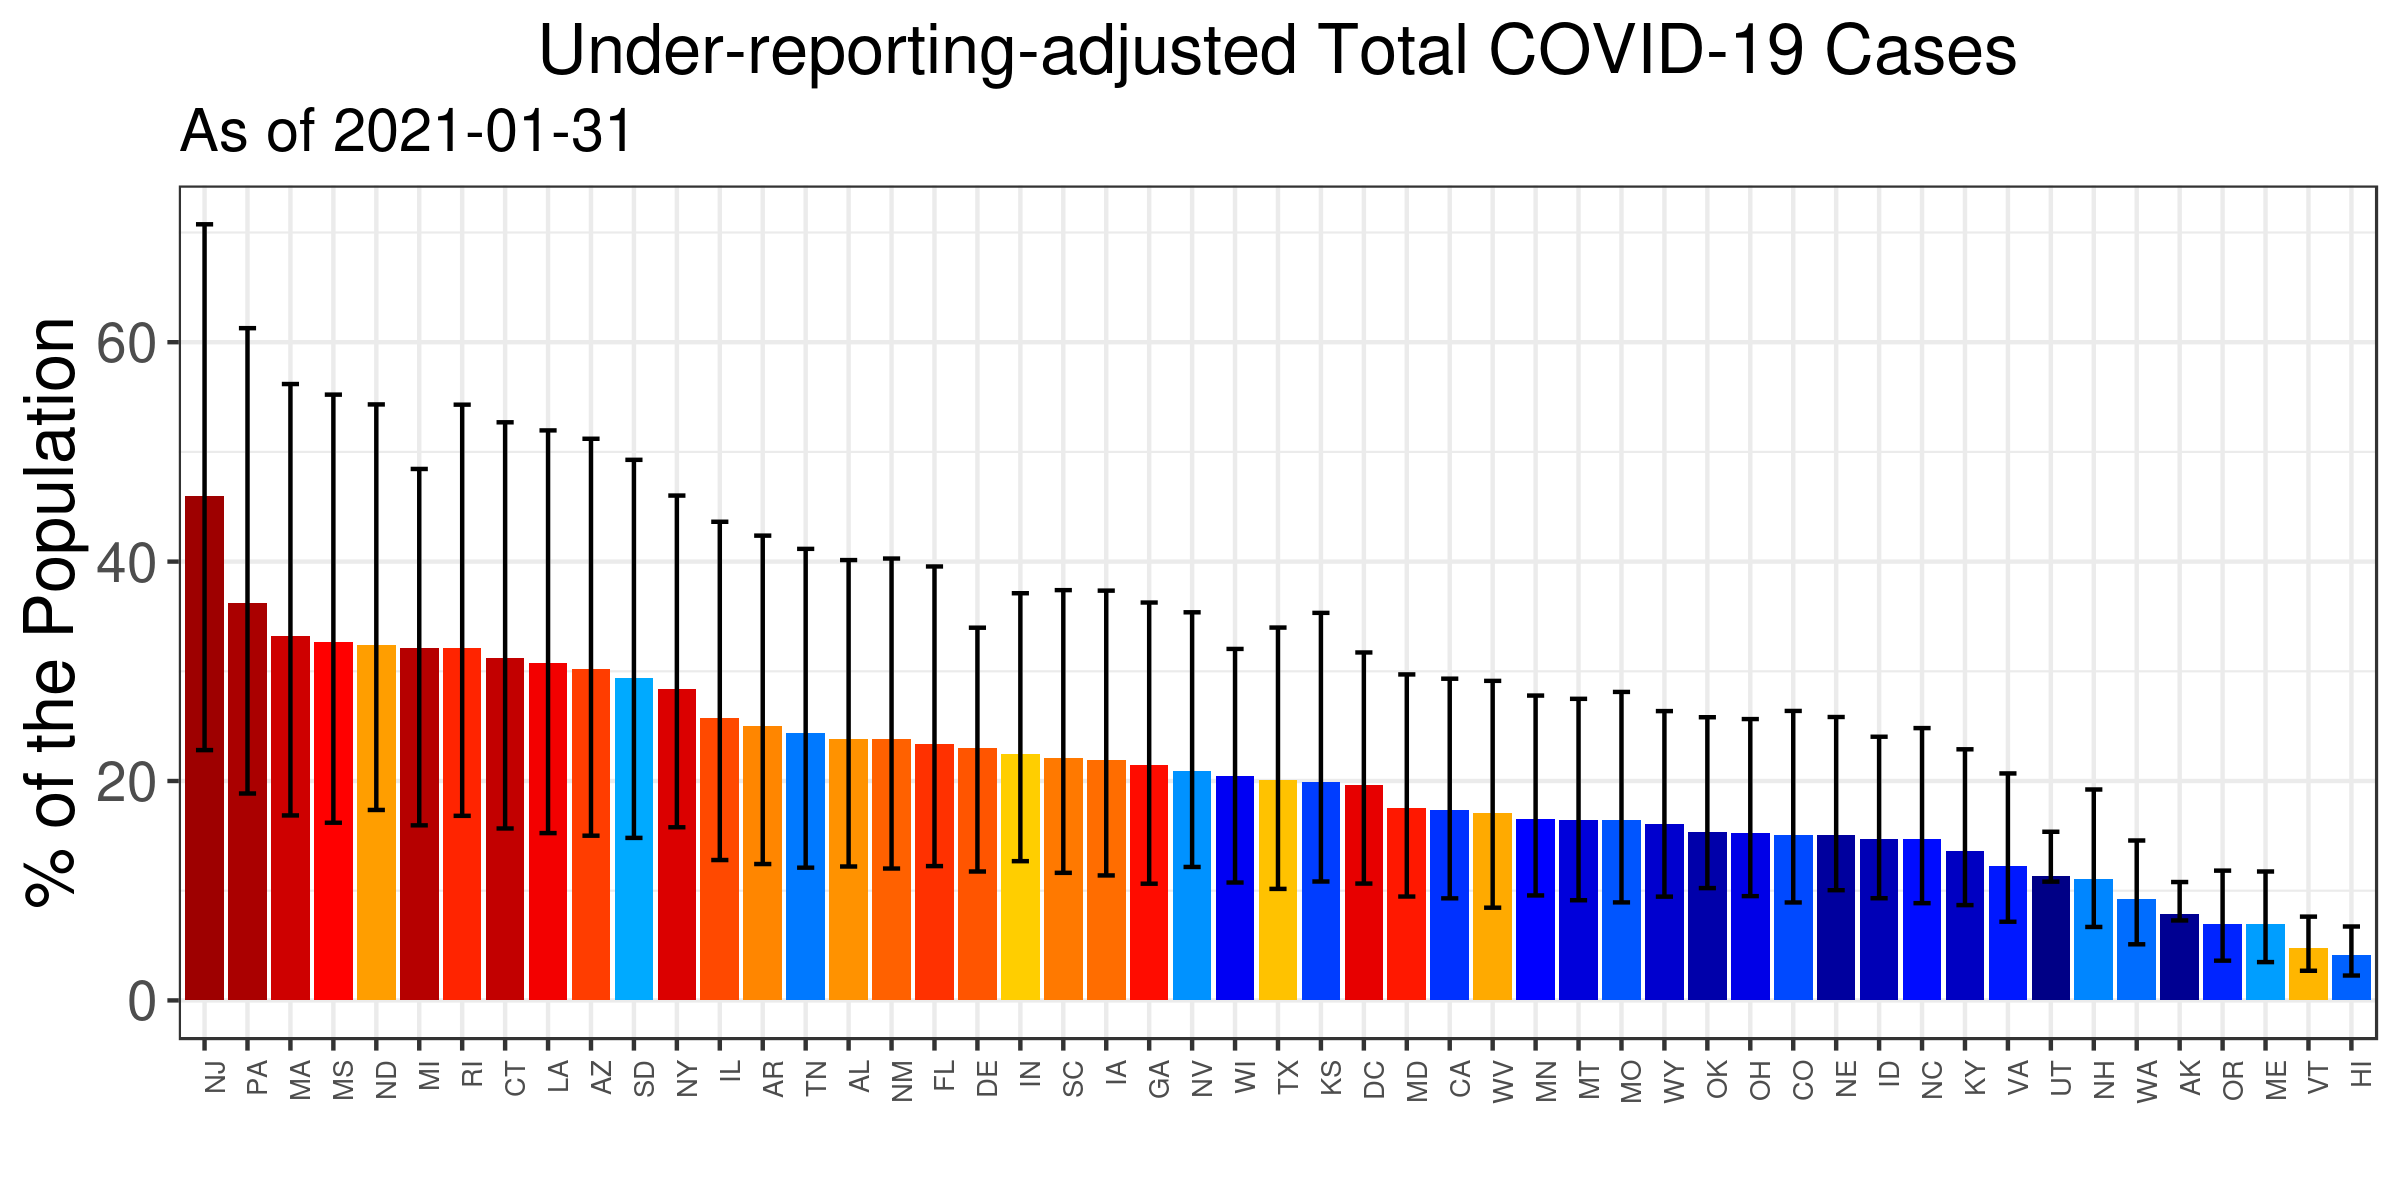 Under-reporting-adjusted Total COVID-19 Cases
As of 2021-01-31
% of the Population
60
40
20
0
NJ PA MA MS ND MI RI CT LA AZ SD NY IL AR TN AL NM FL DE IN SC IA GA NV WI TX KS DC MD CA WV MN MT MO WY OK OH CO NE ID NC KY VA UT NH WA AK OR ME VT HI